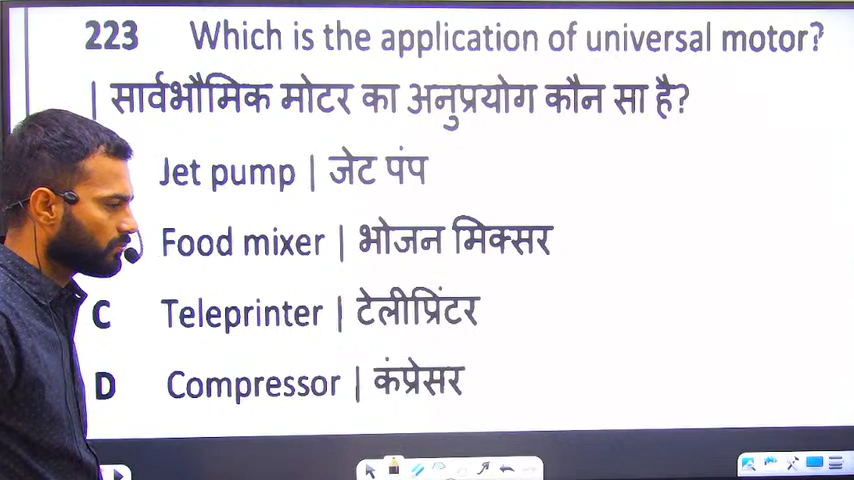 223 Which is the application of universal motor?
| सार्वभौमिक मोटर का अनुप्रयोग कौन सा है?
Jet pump | जेट पंप
Food mixer | भोजन मिक्सर
C Teleprinter | टेलीप्रिंटर
D Compressor | कंप्रेसर